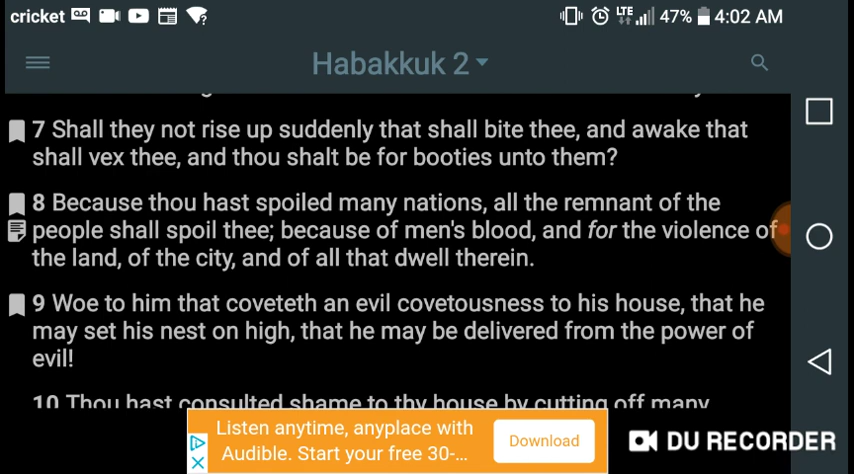 cricket 47% 4:02 AM
LTE
Habakkuk 2
7 Shall they not rise up suddenly that shall bite thee, and awake that
shall vex thee, and thou shalt be for booties unto them?
8 Because thou hast spoiled many nations, all the remnant of the
people shall spoil thee; because of men's blood, and for the violence of
the land, of the city, and of all that dwell therein.
9 Woe to him that coveteth an evil covetousness to his house, that he
may set his nest on high, that he may be delivered from the power of
evil!
10 Thou hast consulted shame to thy house by cutting off many
Listen anytime, anyplace with
Audible. Start your free 30-...
Download
DU RECORDER